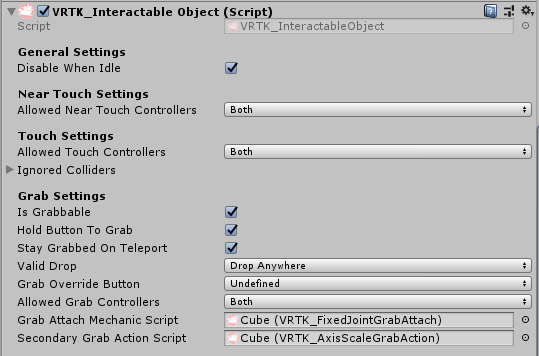 VRTK_Interactable Object (Script)
Script VRTK_InteractableObject
General Settings
Disable When Idle
Near Touch Settings
Allowed Near Touch Controllers Both
Touch Settings
Allowed Touch Controllers Both
Ignored Colliders
Grab Settings
Is Grabbable
Hold Button To Grab
Stay Grabbed On Teleport
Valid Drop Drop Anywhere
Grab Override Button Undefined
Allowed Grab Controllers Both
Grab Attach Mechanic Script Cube (VRTK_FixedJointGrabAttach)
Secondary Grab Action Script Cube (VRTK_AxisScaleGrabAction)